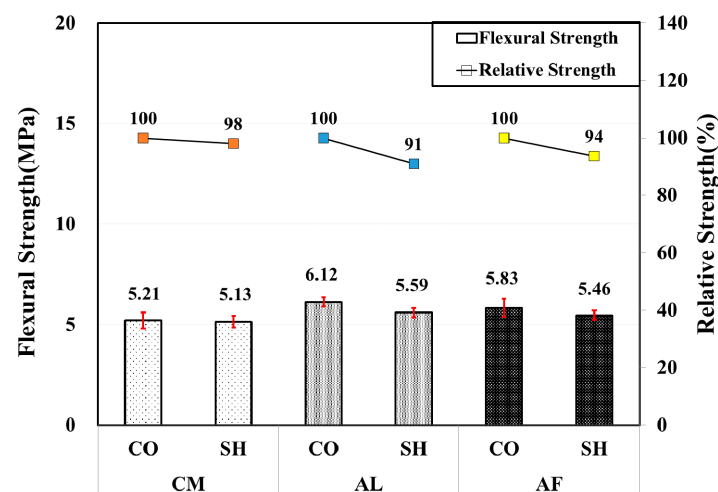 Flexural Strength
Relative Strength
Flexural Strength(MPa)
20
15
10
5
0
Relative Strength(%)
140
120
100
80
60
40
20
0
100 98 100 91 100 94
5.21 5.13 6.12 5.59 5.83 5.46
CO SH CO SH CO SH
CM AL AF